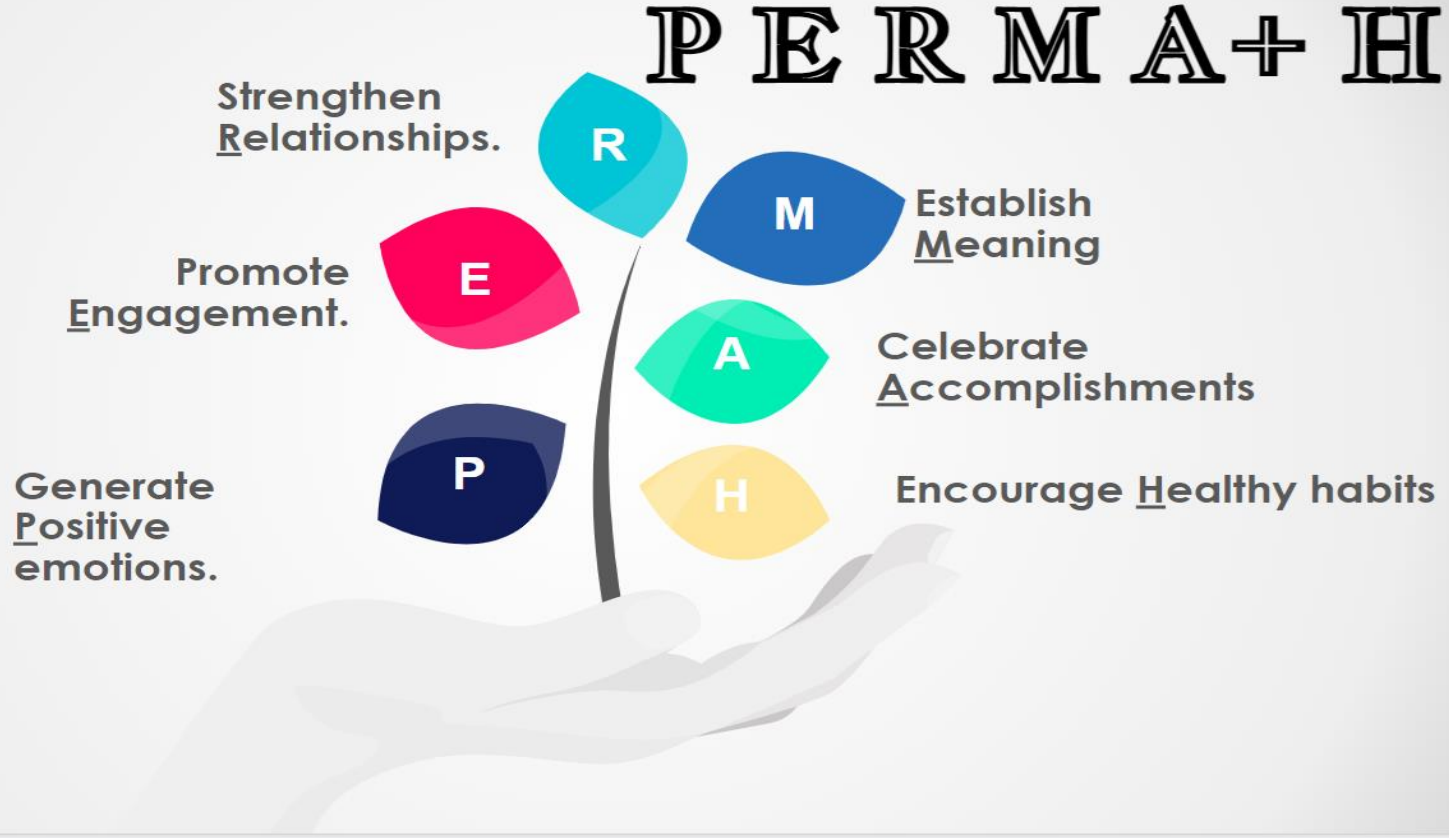 P E R M A+ H
Strengthen
Relationships.
R
M
Establish
Meaning
Promote
Engagement.
E
A
Celebrate
Accomplishments
Generate
Positive
emotions.
P
H
Encourage Healthy habits